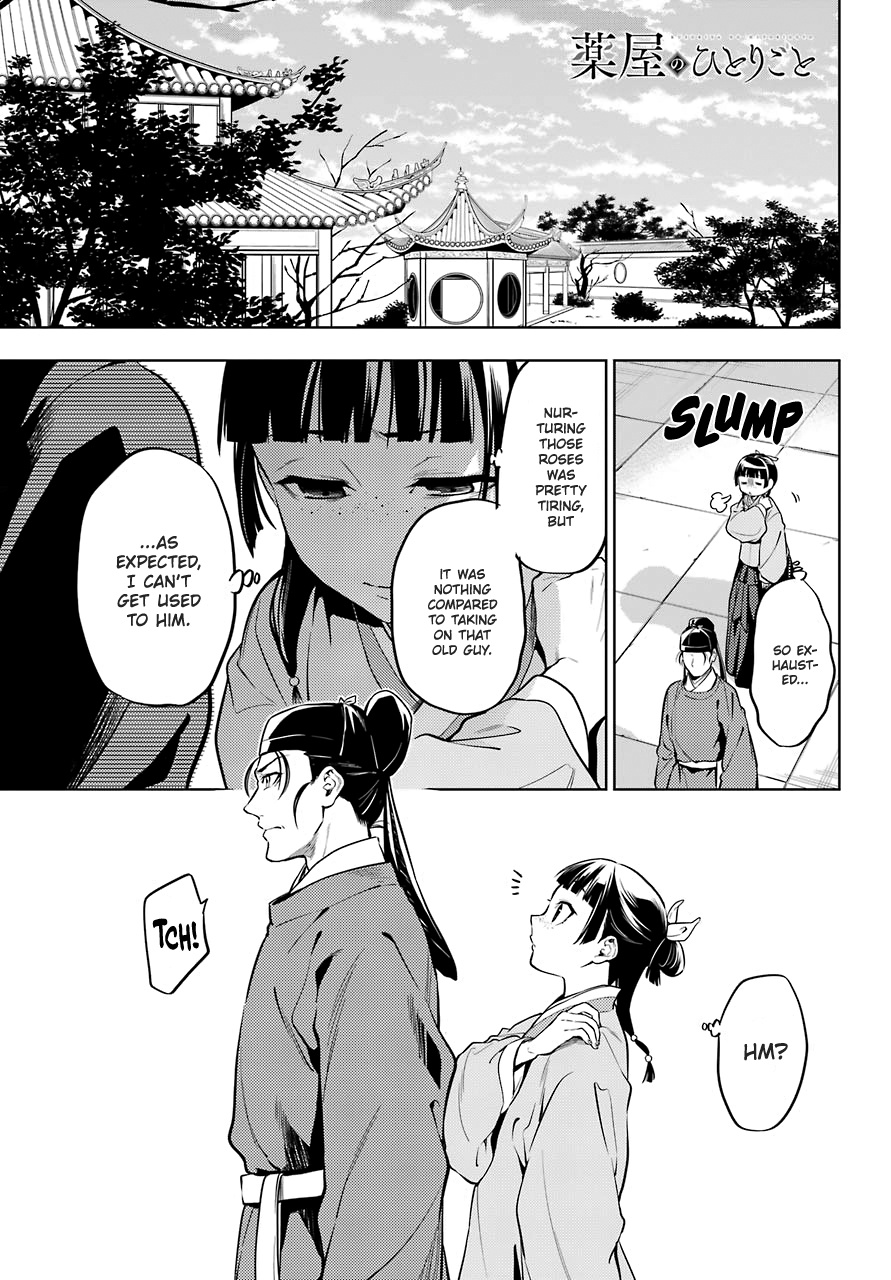 薬屋のひとりごと
SLUMP
SO EX-
HAUST-
ED...
NUR-
TURING
THOSE
ROSES
WAS
PRETTY
TIRING,
BUT
IT WAS
NOTHING
COMPARED
TO TAKING
ON THAT
OLD GUY.
...AS
EXPECTED,
I CAN'T
GET USED
TO HIM.
HM?
TCH!